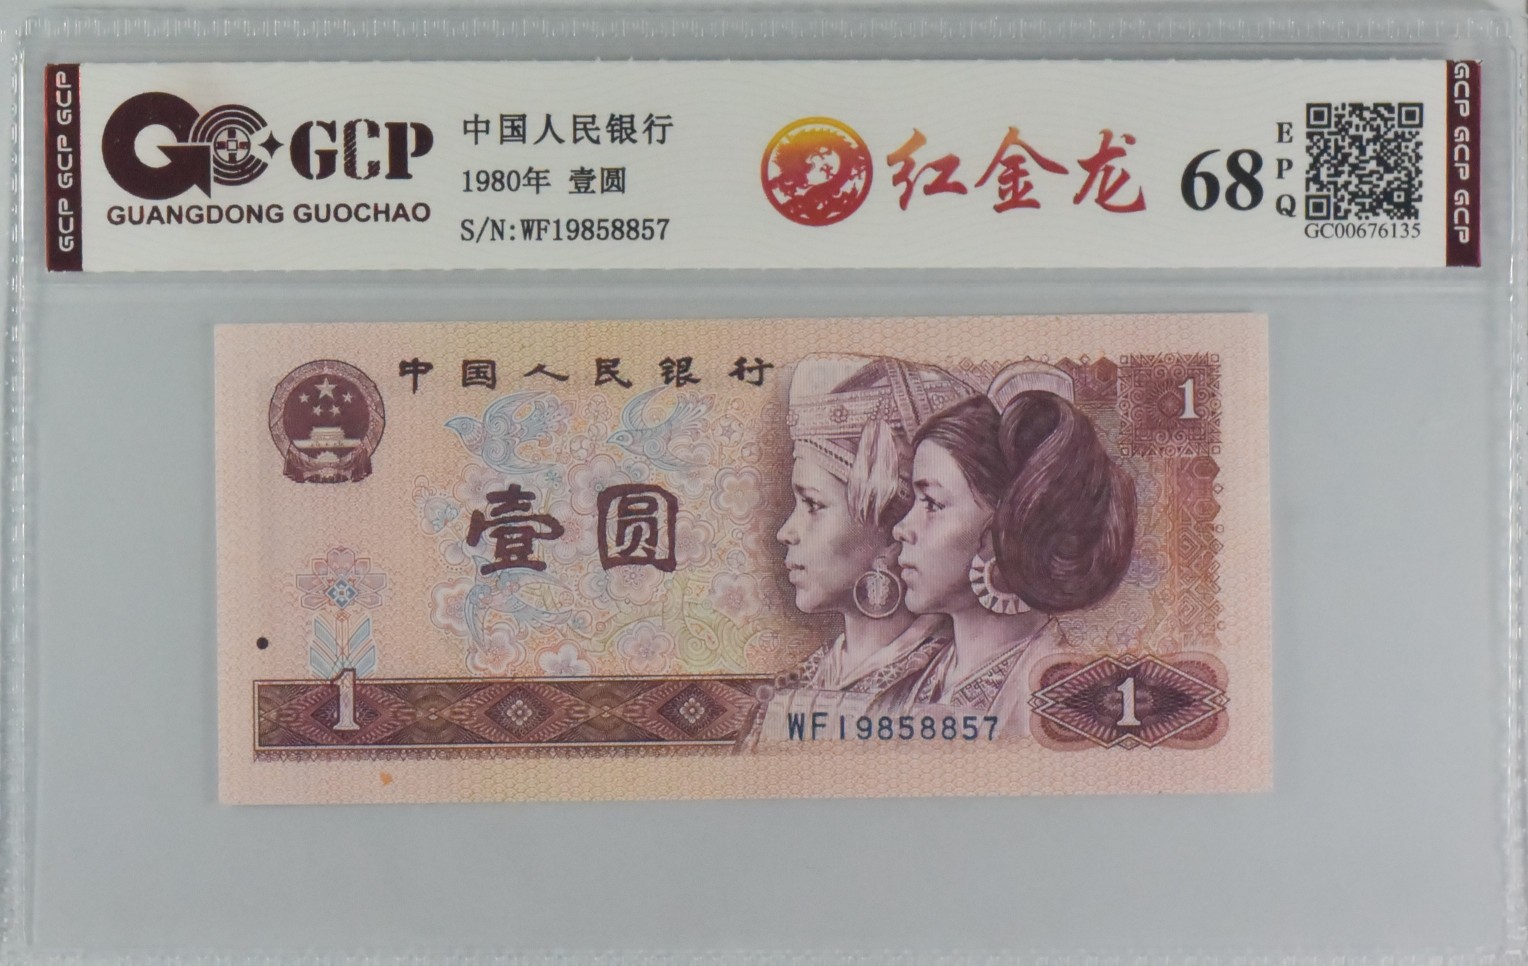 GCP GCP GCP
GCP
GUANGDONG GUOCHAO
中国人民银行
1980年 壹圆
S/N:WF19858857
红金龙
68
EPQ
GC00676135
GCP GCP GCP
中国人民银行
1
壹圆
1
WF19858857
1